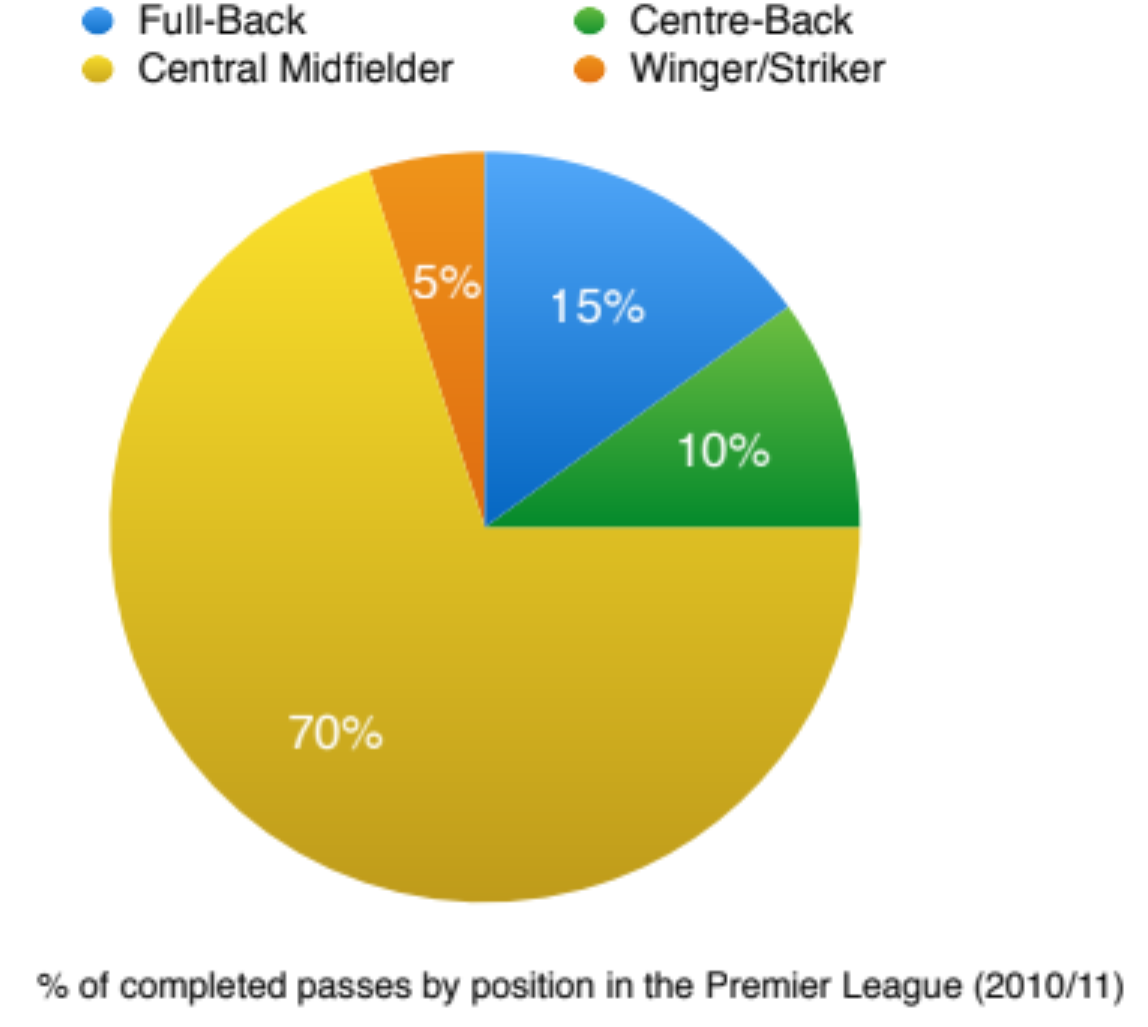 Full-Back Centre-Back
Central Midfielder Winger/Striker
5%
15%
10%
70%
% of completed passes by position in the Premier League (2010/11)